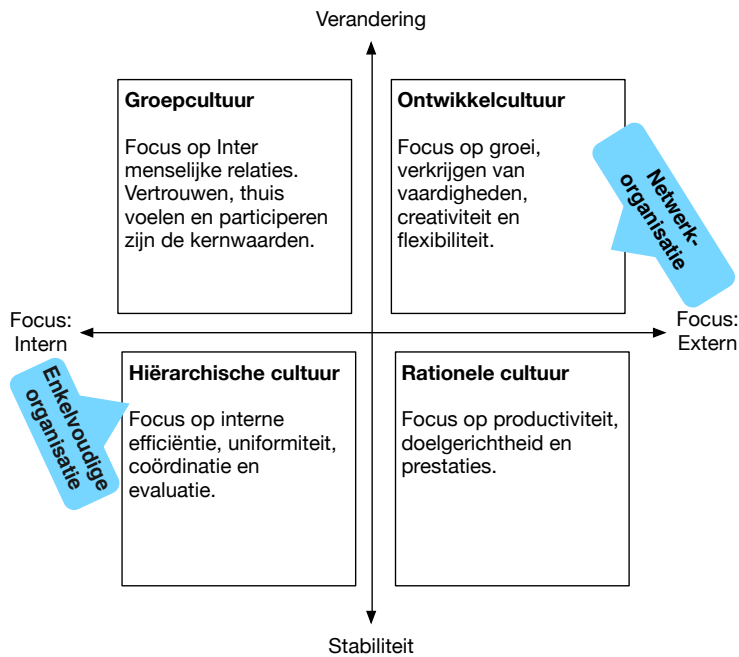 Verandering
Groepcultuur
Focus op Inter
menselijke relaties.
Vertrouwen, thuis
voelen en participeren
zijn de kernwaarden.
Ontwikkelcultuur
Focus op groei,
verkrijgen van
vaardigheden,
creativiteit en
flexibiliteit.
Netwerk-
organisatie
Focus:
Intern
Focus:
Extern
Enkelvoudige
organisatie
Hiërarchische cultuur
Focus op interne
efficiëntie, uniformiteit,
coördinatie en
evaluatie.
Rationele cultuur
Focus op productiviteit,
doelgerichtheid en
prestaties.
Stabiliteit